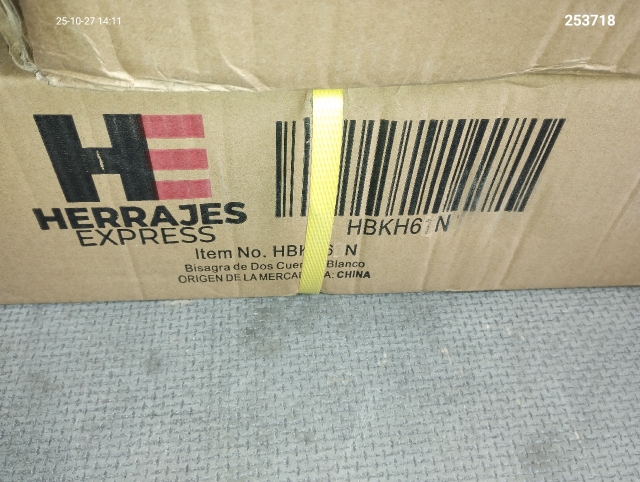 25-10-27 14:11
253718
HE
HERRAJES
EXPRESS
HBKH61N
Item No. N
Bisagra de Dos Blanco
ORIGEN DE LA CHINA